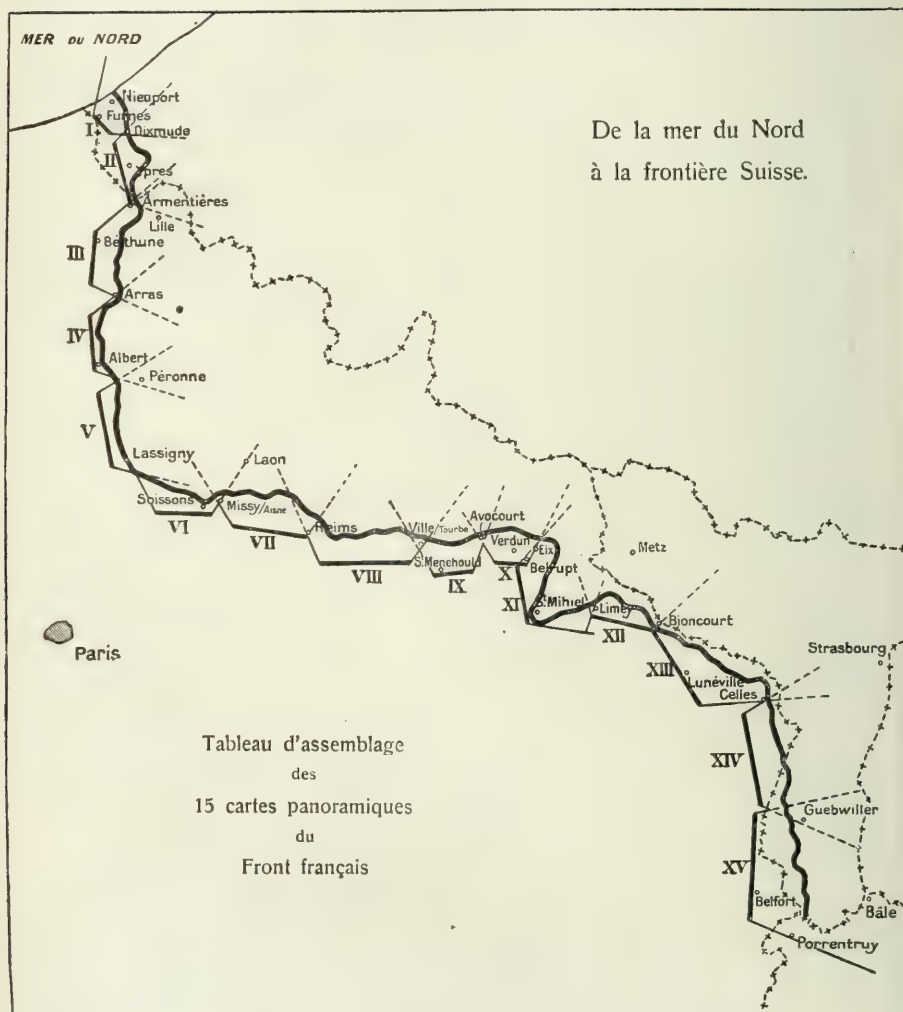 MER DU NORD
De la mer du Nord
à la frontière Suisse.
Nieuport
Furnes
I
Dixmude
II
Ypres
Armentières
Lille
III
Béthune
Arras
IV
Albert
Péronne
V
Lassigny
Laon
Soissons
Missy/Aisne
VI
VII
Reims
Ville/Tourbe
Avocourt
VIII
S.Menehould
IX
Verdun
Eix
X
Belrupt
Metz
XI
S.Mihiel
Limey
XII
Bioncourt
Paris
Strasbourg
XIII
Lunéville
Celles
Tableau d'assemblage
des
15 cartes panoramiques
du
Front français
XIV
Guebwiller
XV
Belfort
Bâle
Porrentruy